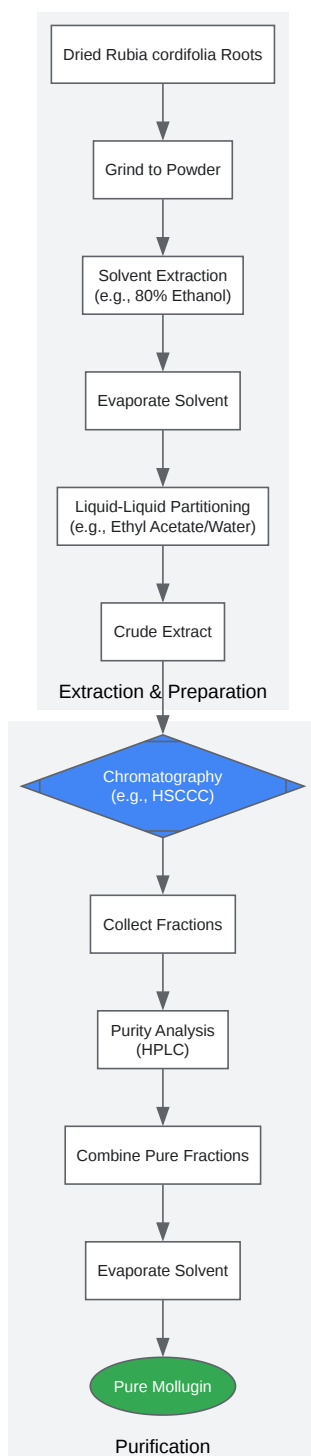 Dried Rubia cordifolia Roots
Grind to Powder
Solvent Extraction
(e.g., 80% Ethanol)
Evaporate Solvent
Liquid-Liquid Partitioning
(e.g., Ethyl Acetate/Water)
Crude Extract
Extraction & Preparation
Chromatography
(e.g., HSCCC)
Collect Fractions
Purity Analysis
(HPLC)
Combine Pure Fractions
Evaporate Solvent
Pure Mollugin
Purification